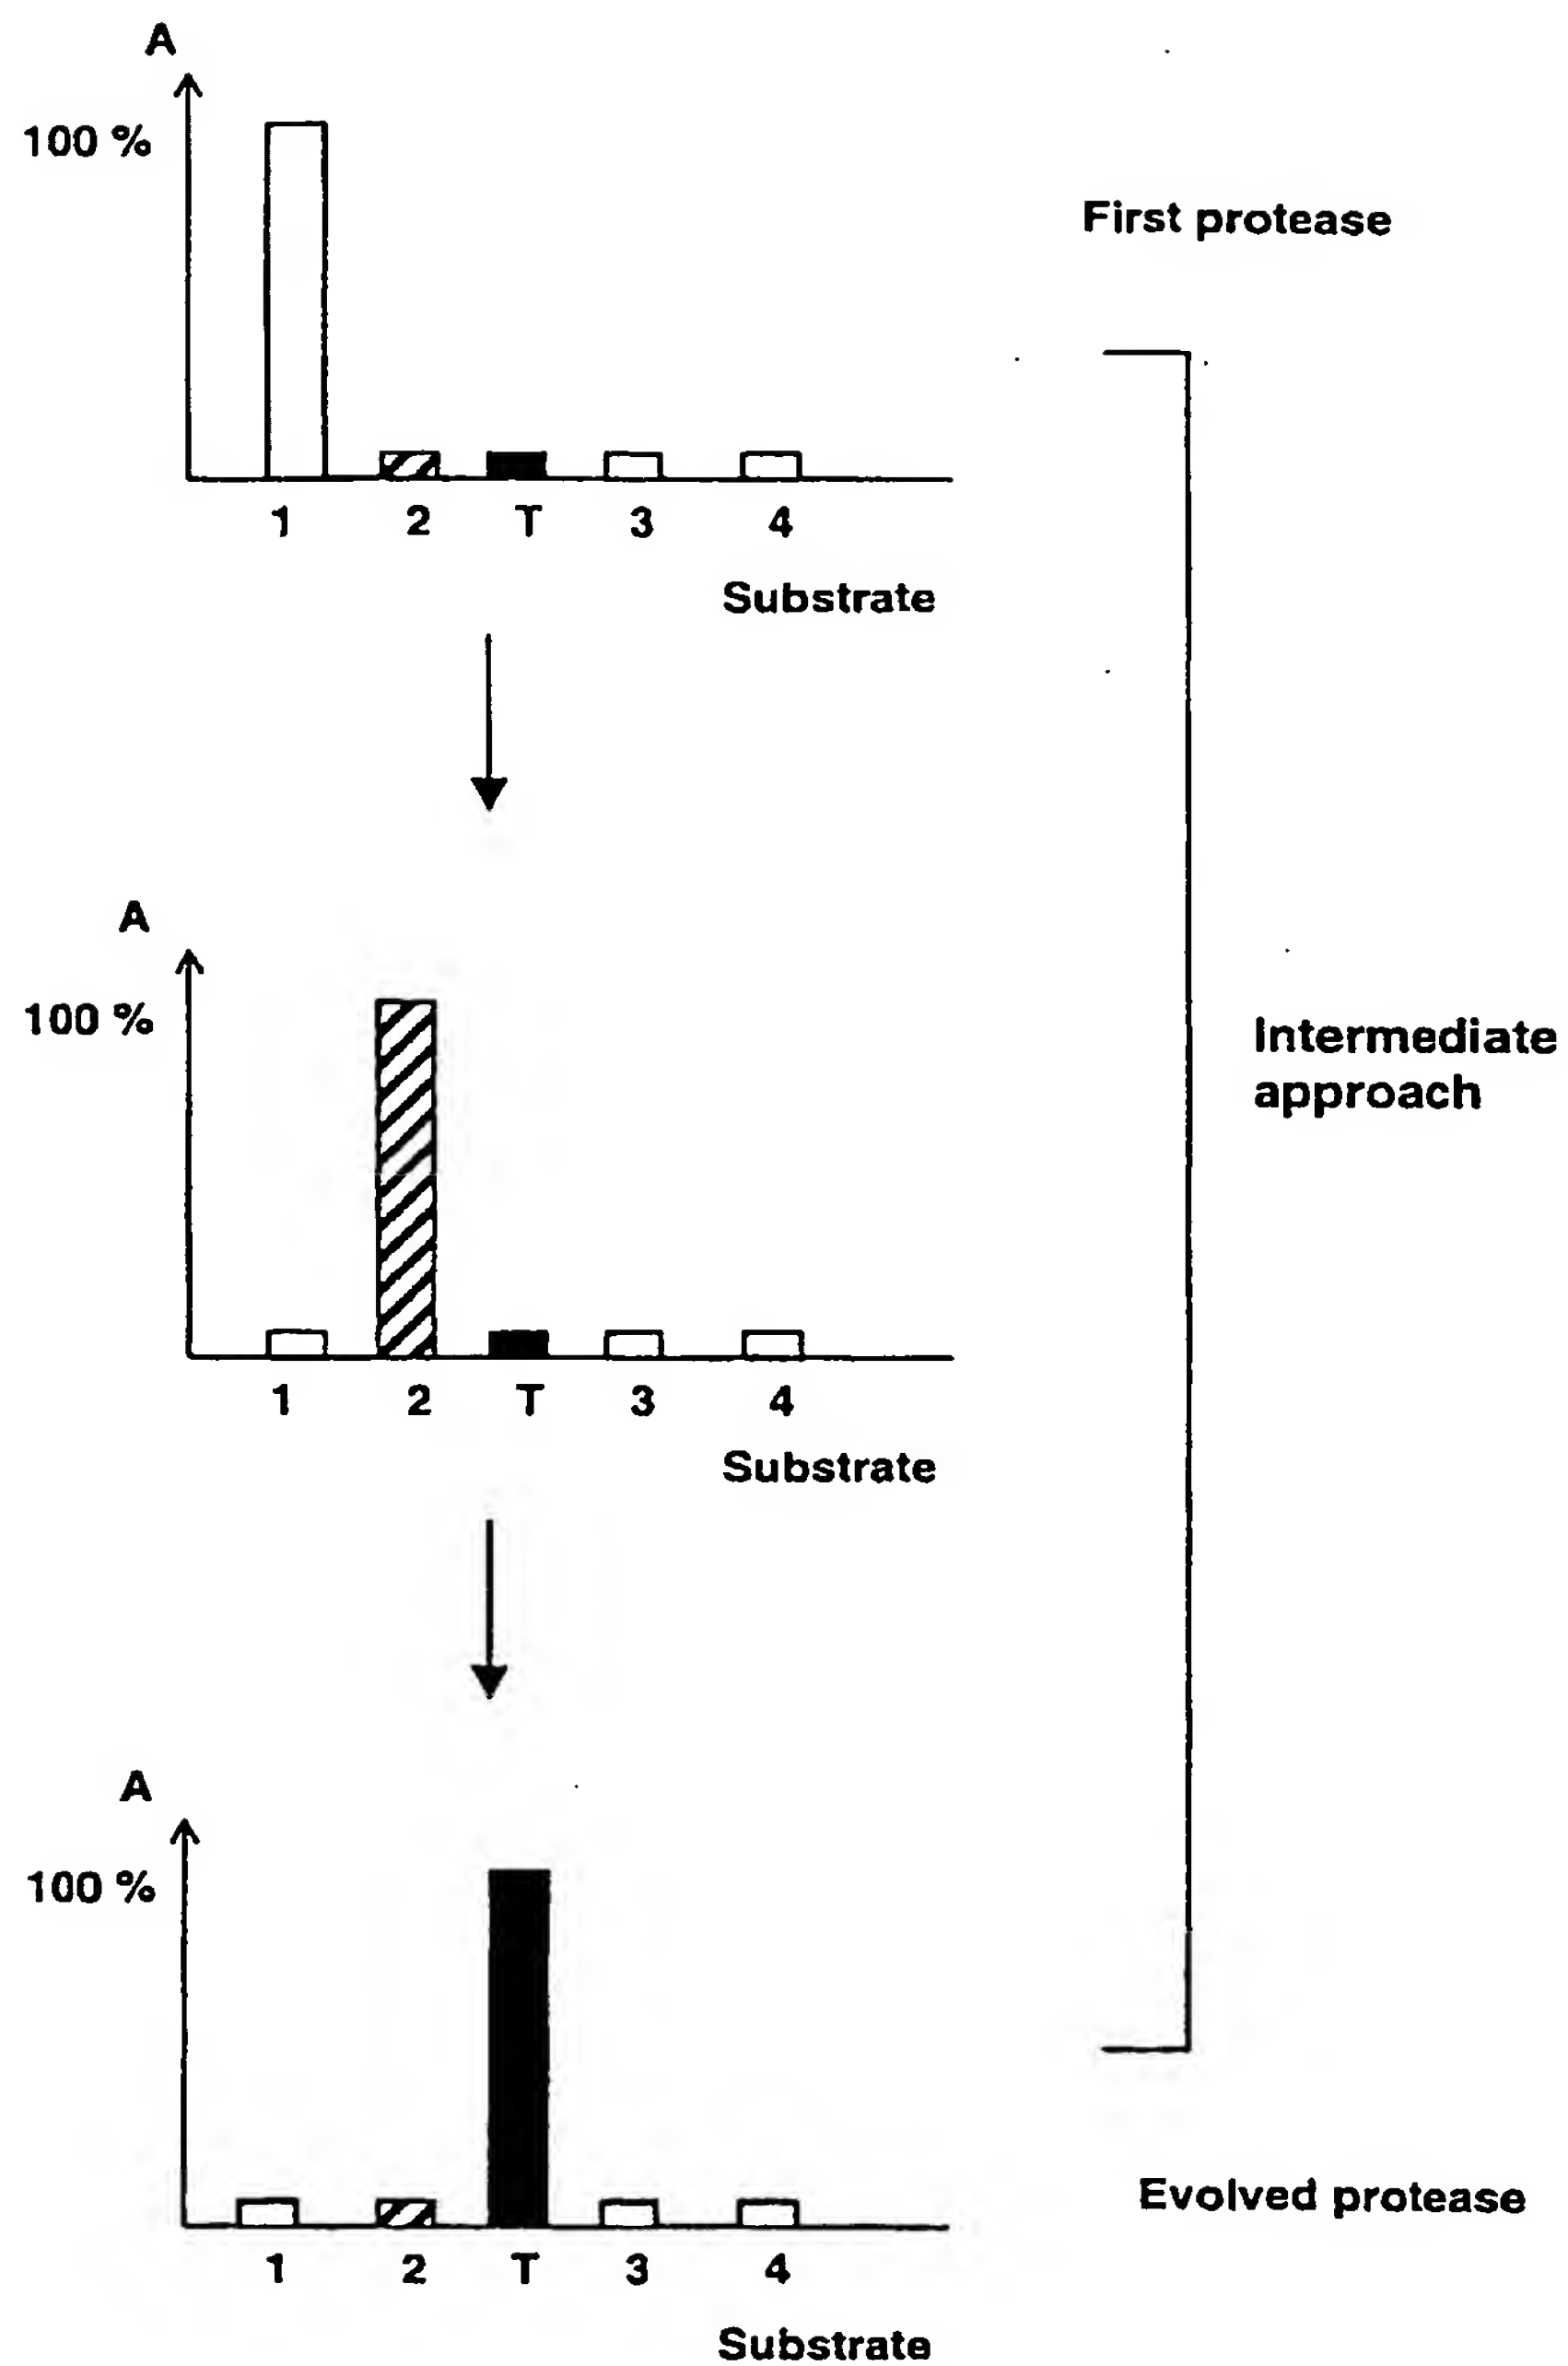 A
100 %
First protease
1 2 T 3 4
Substrate
A
100 %
Intermediate
approach
1 2 T 3 4
Substrate
A
100 %
Evolved protease
1 2 T 3 4
Substrate